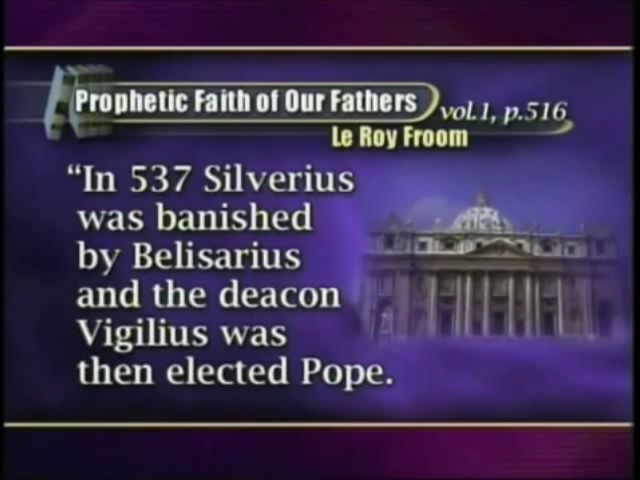 Prophetic Faith of Our Fathers vol.1, p.516
Le Roy Froom
“In 537 Silverius
was banished
by Belisarius
and the deacon
Vigilius was
then elected Pope.